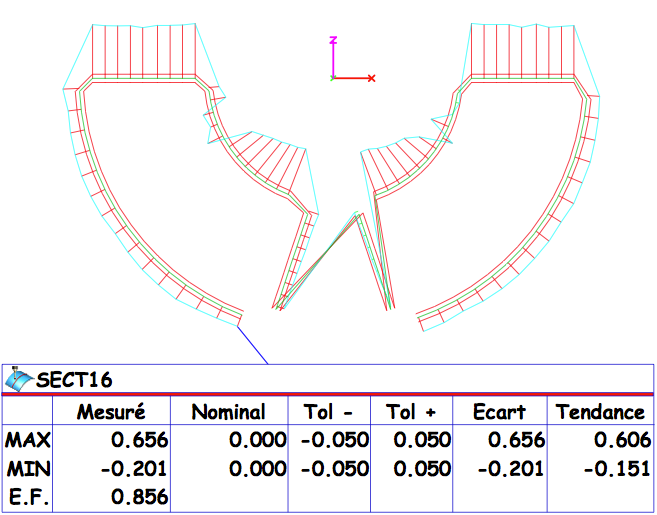 Z
X
SECT16
Mesuré Nominal Tol - Tol + Ecart Tendance
MAX 0.656 0.000 -0.050 0.050 0.656 0.606
MIN -0.201 0.000 -0.050 0.050 -0.201 -0.151
E.F. 0.856